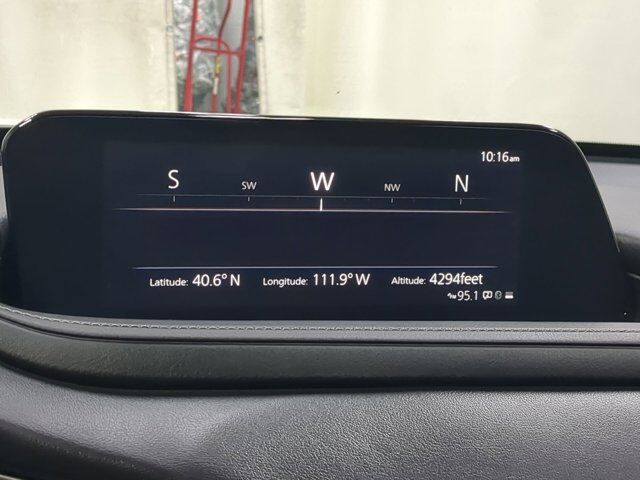 10:16am
S SW W NW N
Latitude: 40.6° N Longitude: 111.9° W Altitude: 4294feet
95.1